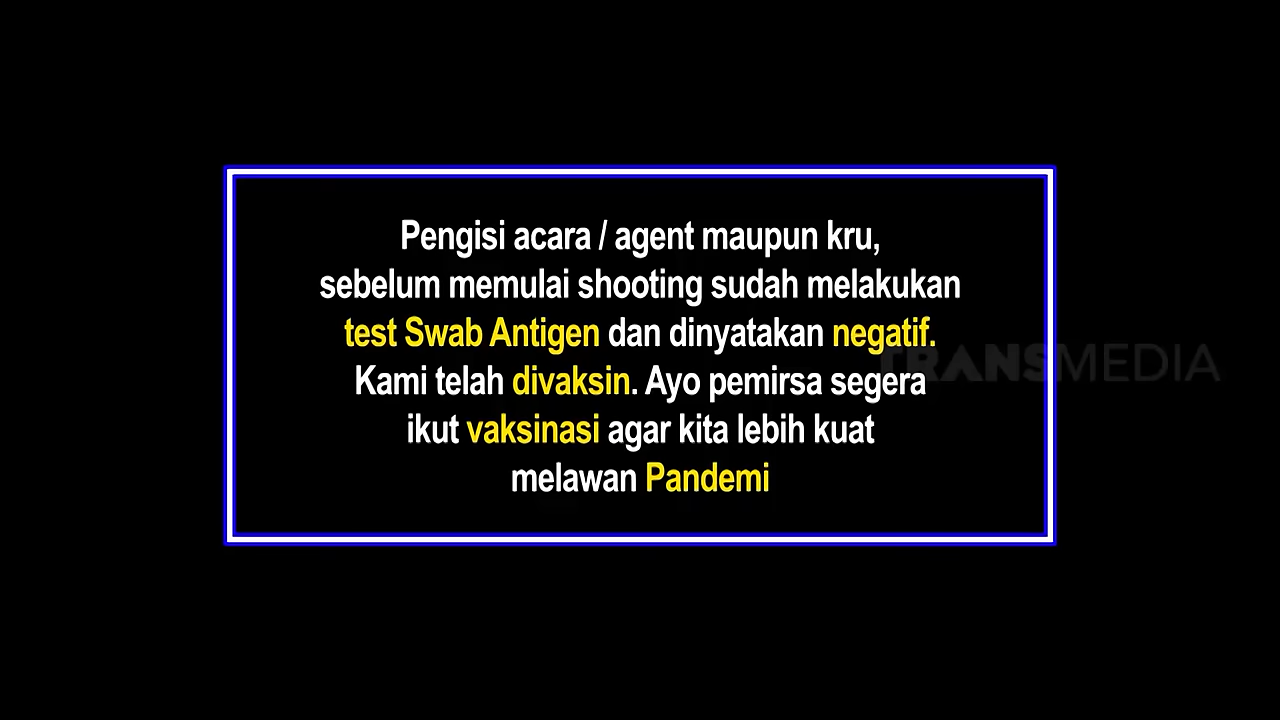 Pengisi acara / agent maupun kru,
sebelum memulai shooting sudah melakukan
test Swab Antigen dan dinyatakan negatif.
TRANSMEDIA
Kami telah divaksin. Ayo pemirsa segera
ikut vaksinasi agar kita lebih kuat
melawan Pandemi